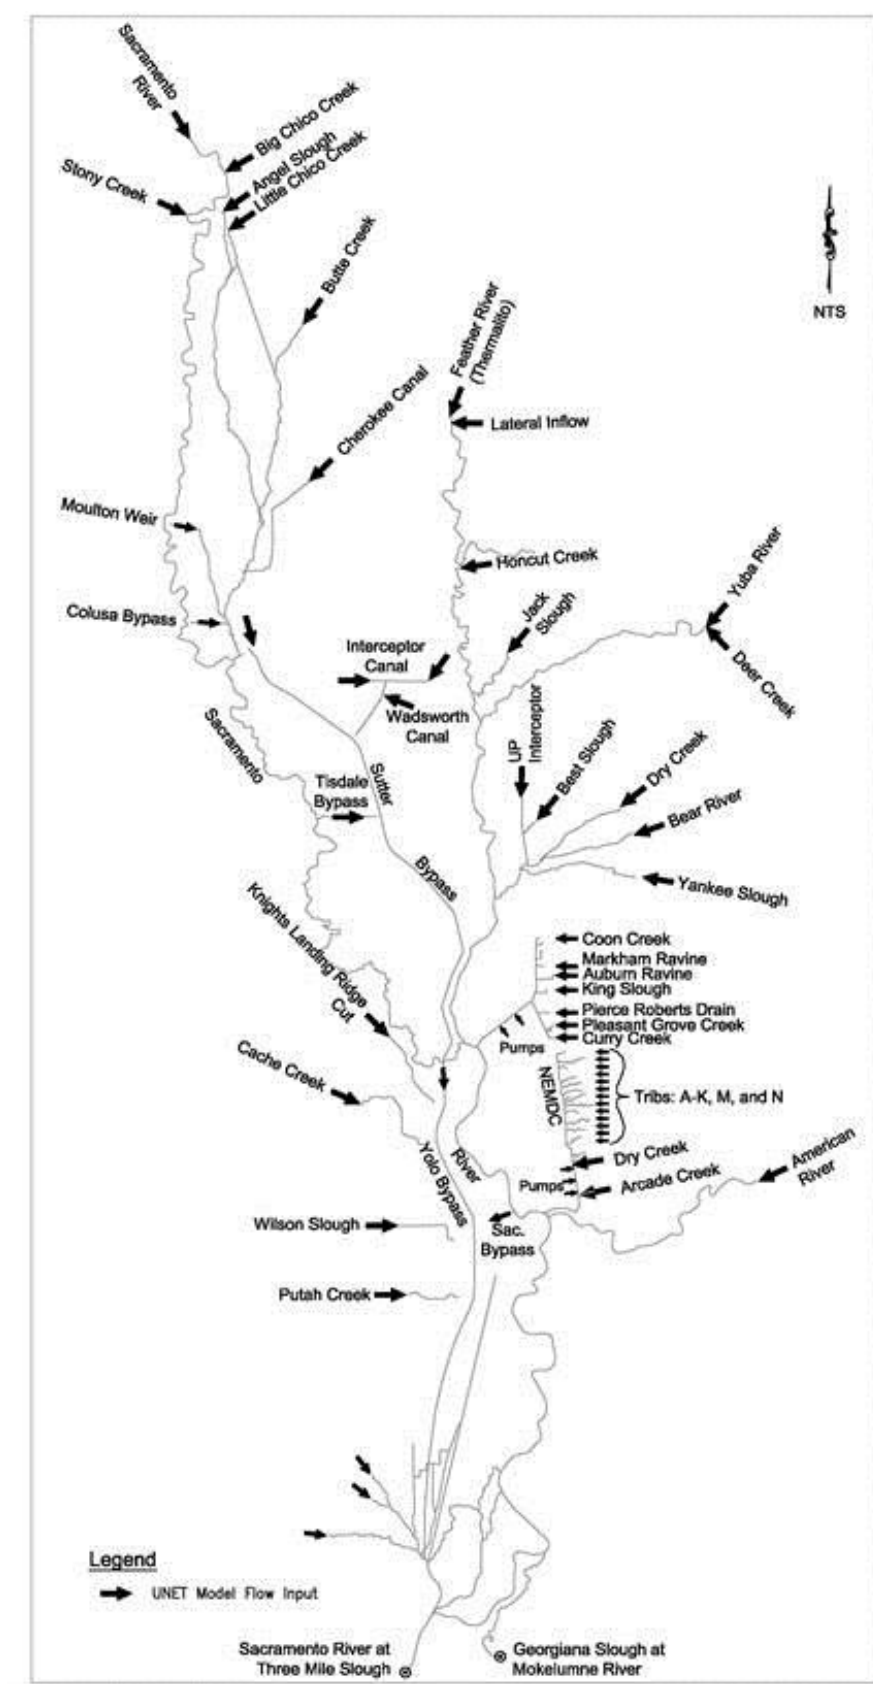 Sacramento
River
Big Chico Creek
Angel Slough
Little Chico Creek
Stony Creek
Butte Creek
NTS
Feather River
(Thermalito)
Lateral Inflow
Cherokee Canal
Moulton Weir
Honcut Creek
Yuba River
Jack
Slough
Colusa Bypass
Interceptor
Canal
Deer Creek
Wadsworth
Canal
UP
Interceptor
Best Slough
Dry Creek
Sacramento
Sutter
Tisdale
Bypass
Bear River
Bypass
Yankee Slough
Knights Landing Ridge
Cut
Coon Creek
Markham Ravine
Auburn Ravine
King Slough
Pierce Roberts Drain
Pleasant Grove Creek
Curry Creek
Pumps
Cache Creek
NEMDC
Tribs: A-K, M, and N
River
Yolo Bypass
Dry Creek
American
River
Pumps
Arcade Creek
Wilson Slough
Sac.
Bypass
Putah Creek
Legend
UNET Model Flow Input
Sacramento River at
Three Mile Slough
Georgiana Slough at
Mokelumne River